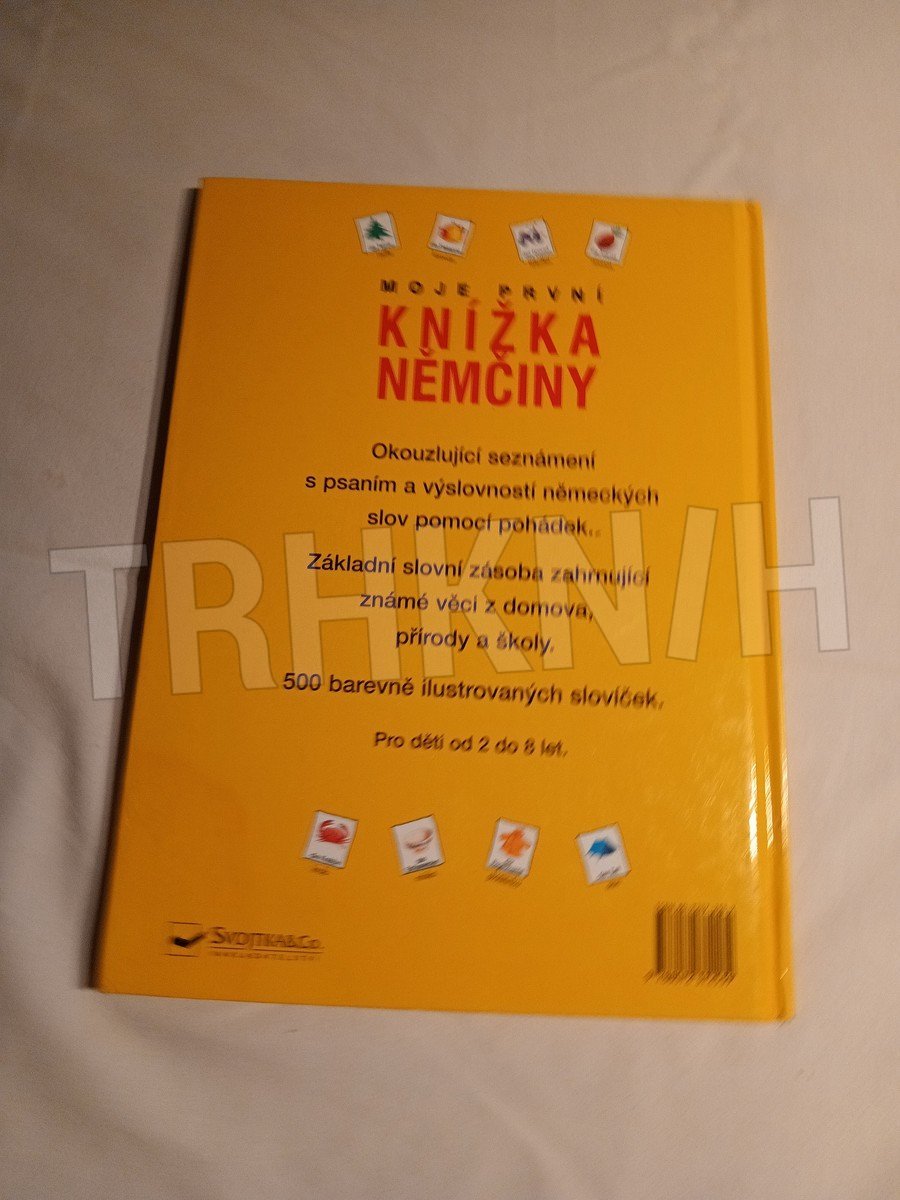 MOJE PRVNÍ
KNÍŽKA
NĚMČINY
Okouzlující seznámení
s psaním a výslovností německých
slov pomocí pohádek.
Základní slovní zásoba zahrnující
známé věci z domova,
přírody a školy.
500 barevně ilustrovaných slovíček.
Pro děti od 2 do 8 let.
TRHKNIH
SVOJTKA&CO.
NAKLADATELSTVÍ